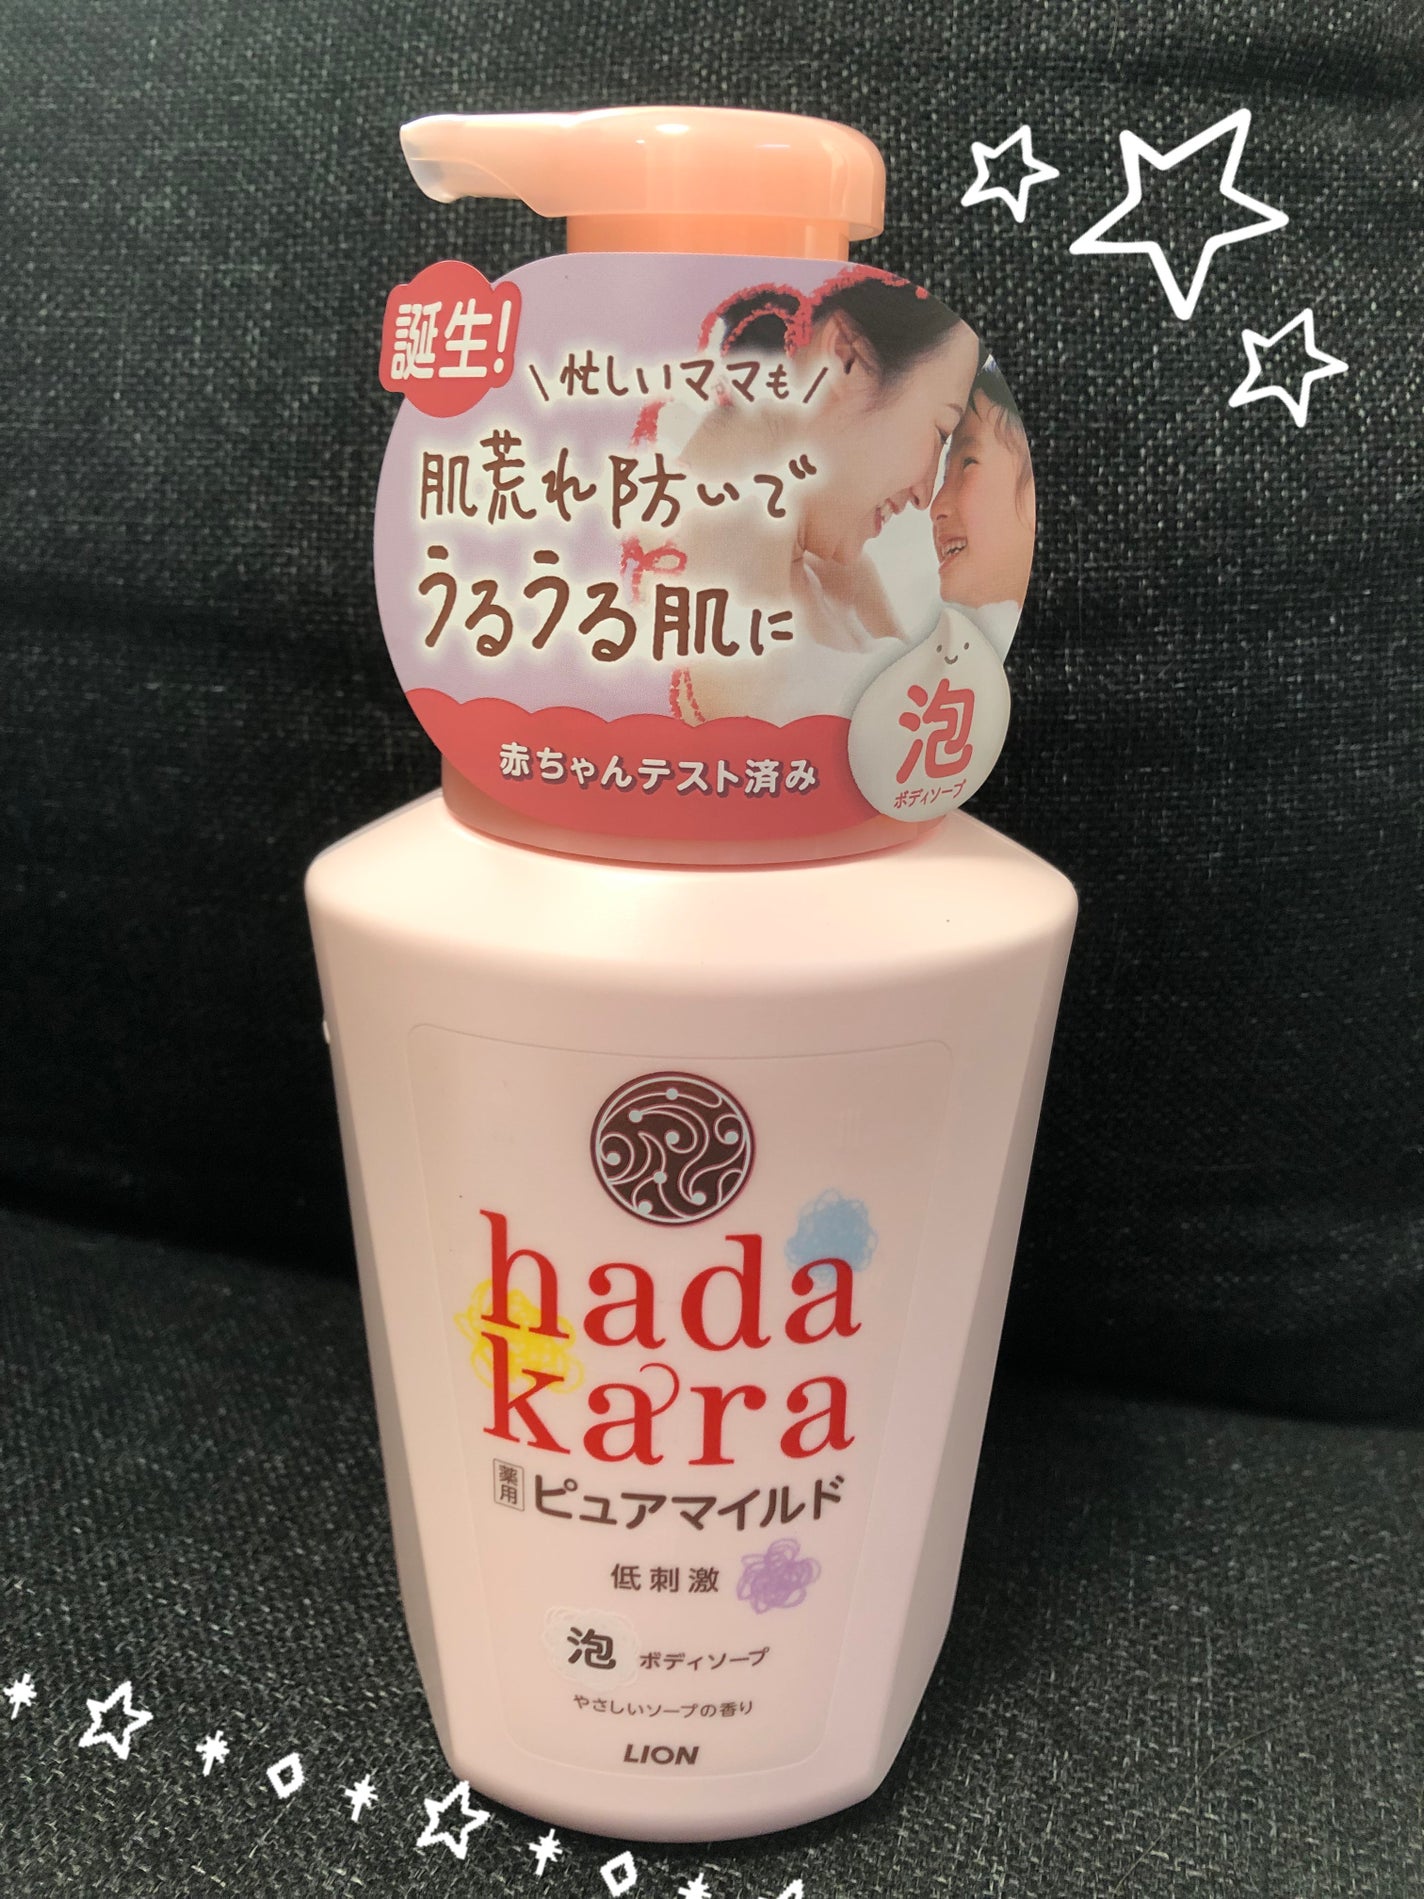 誕生!
\忙しいママも/
肌荒れ防いで
うるうる肌に
赤ちゃんテスト済み
泡
ボディソープ
hada
kara
薬用 ピュアマイルド
低刺激
泡 ボディソープ
やさしいソープの香り
LION